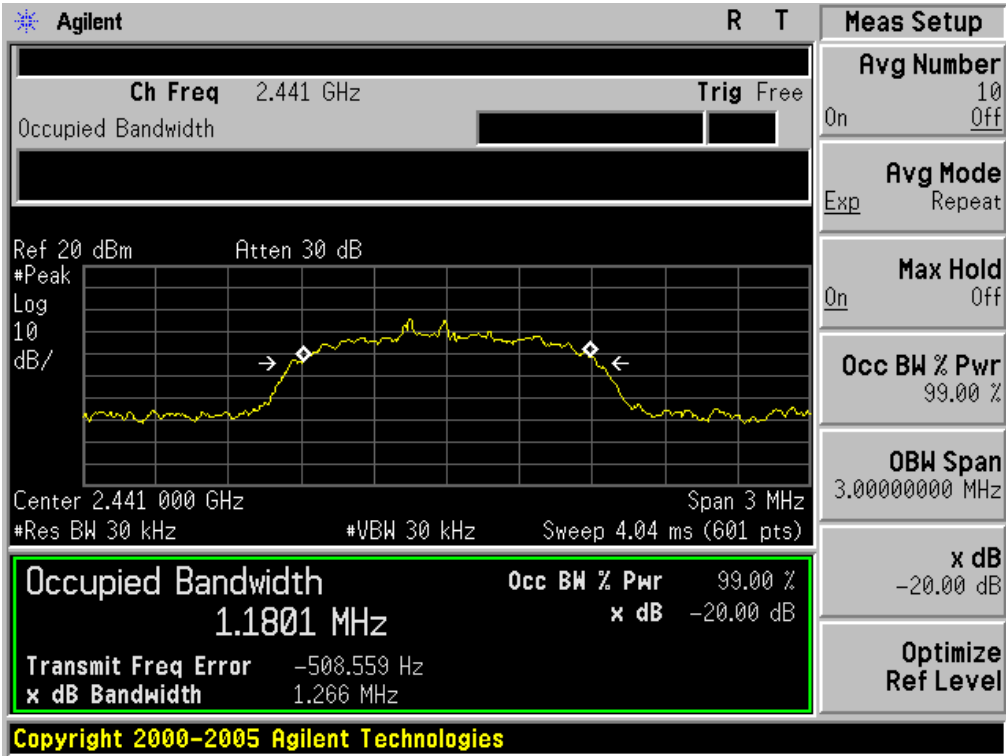 Agilent R T
Meas Setup
Ch Freq 2.441 GHz Trig Free
Occupied Bandwidth
Ref 20 dBm Atten 30 dB
#Peak
Log
10
dB/
Center 2.441 000 GHz Span 3 MHz
#Res BW 30 kHz #VBW 30 kHz Sweep 4.04 ms (601 pts)
Occupied Bandwidth Occ BW % Pwr 99.00 %
1.1801 MHz x dB -20.00 dB
Transmit Freq Error -508.559 Hz
x dB Bandwidth 1.266 MHz
Avg Number
10
On Off
Avg Mode
Exp Repeat
Max Hold
On Off
Occ BW % Pwr
99.00 %
OBW Span
3.00000000 MHz
x dB
-20.00 dB
Optimize
Ref Level
Copyright 2000-2005 Agilent Technologies